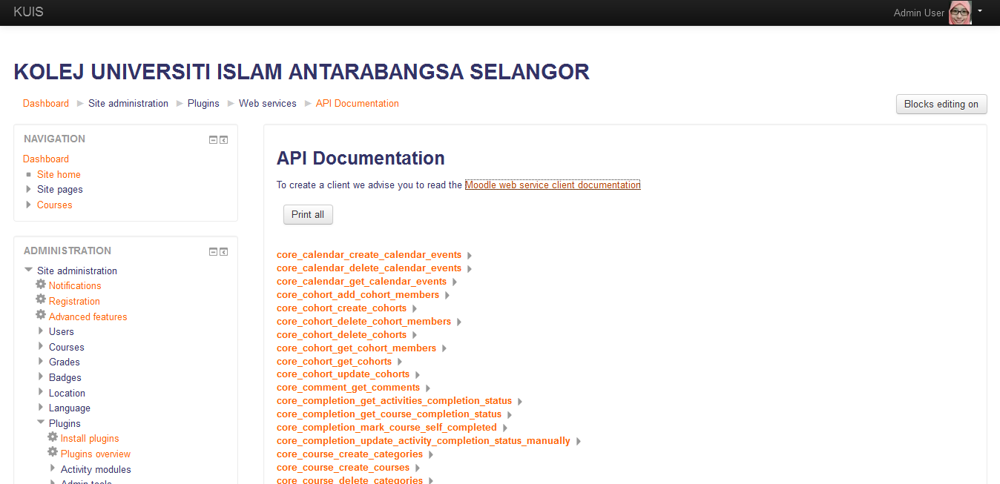 KUIS
Admin User
KOLEJ UNIVERSITI ISLAM ANTARABANGSA SELANGOR
Dashboard Site administration Plugins Web services API Documentation
Blocks editing on
NAVIGATION
Dashboard
Site home
Site pages
Courses
ADMINISTRATION
Site administration
Notifications
Registration
Advanced features
Users
Courses
Grades
Badges
Location
Language
Plugins
Install plugins
Plugins overview
Activity modules
Admin tools
API Documentation
To create a client we advise you to read the Moodle web service client documentation
Print all
core_calendar_create_calendar_events
core_calendar_delete_calendar_events
core_calendar_get_calendar_events
core_cohort_add_cohort_members
core_cohort_create_cohorts
core_cohort_delete_cohort_members
core_cohort_delete_cohorts
core_cohort_get_cohort_members
core_cohort_get_cohorts
core_cohort_update_cohorts
core_comment_get_comments
core_completion_get_activities_completion_status
core_completion_get_course_completion_status
core_completion_mark_course_self_completed
core_completion_update_activity_completion_status_manually
core_course_create_categories
core_course_create_courses
core_course_delete_categories